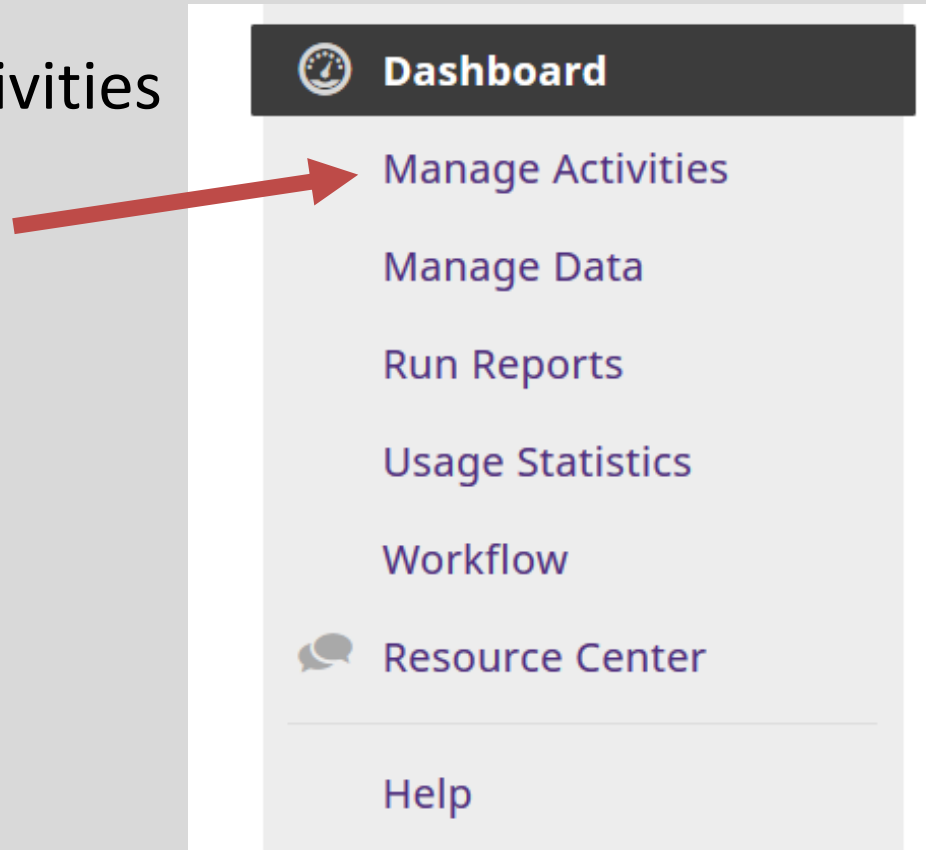 ivities
Dashboard
Manage Activities
Manage Data
Run Reports
Usage Statistics
Workflow
Resource Center
Help